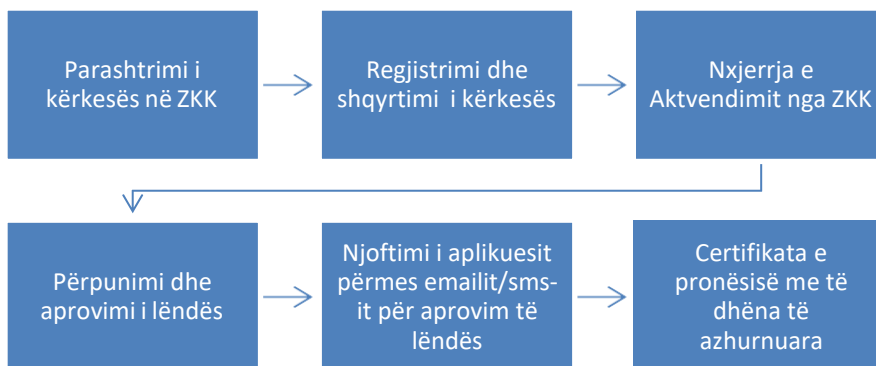 Parashtrimi i
kërkesës në ZKK
Regjistrimi dhe
shqyrtimi i kërkesës
Nxjerrja e
Aktvendimit nga ZKK
Përpunimi dhe
aprovimi i lëndës
Njoftimi i aplikuesit
përmes emailit/sms-
it për aprovim të
lëndës
Certifikata e
pronësisë me të
dhëna të
azhurnuara